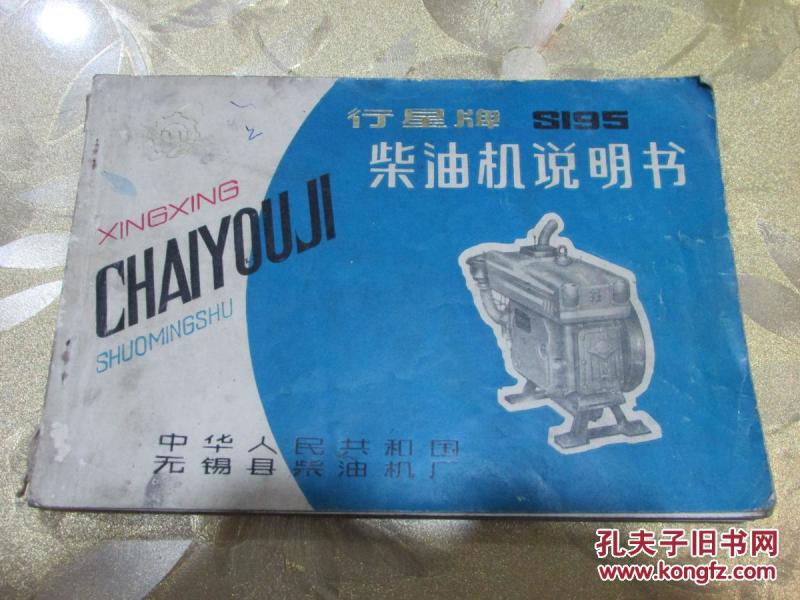 行星牌 S195
柴油机说明书
XINGXING
CHAIYOUJI
SHUOMINGSHU
中华人民共和国
无锡县柴油机厂
孔夫子旧书网
www.kongfz.com